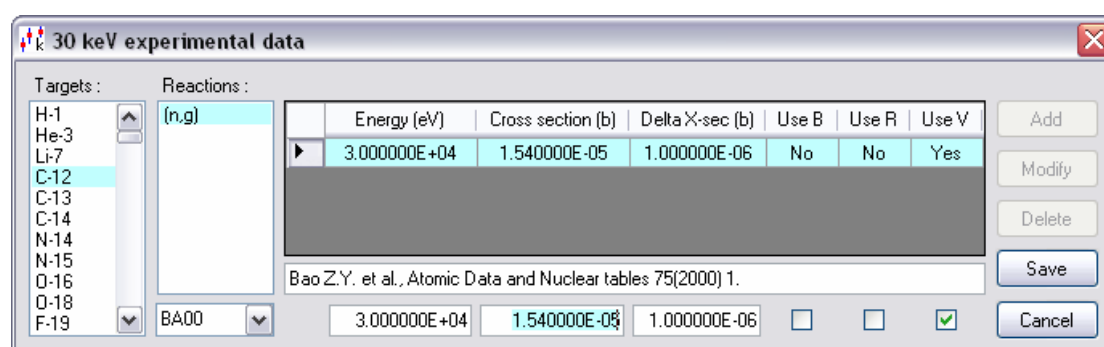 30 keV experimental data
Targets :
H-1
He-3
Li-7
C-12
C-13
C-14
N-14
N-15
O-16
O-18
F-19
Reactions :
(n,g)
BA00
Energy (eV) Cross section (b) Delta X-sec (b) Use B Use R Use V
3.000000E+04 1.540000E-05 1.000000E-06 No No Yes
Bao Z.Y. et al., Atomic Data and Nuclear tables 75(2000) 1.
3.000000E+04 1.540000E-05 1.000000E-06
Add
Modify
Delete
Save
Cancel